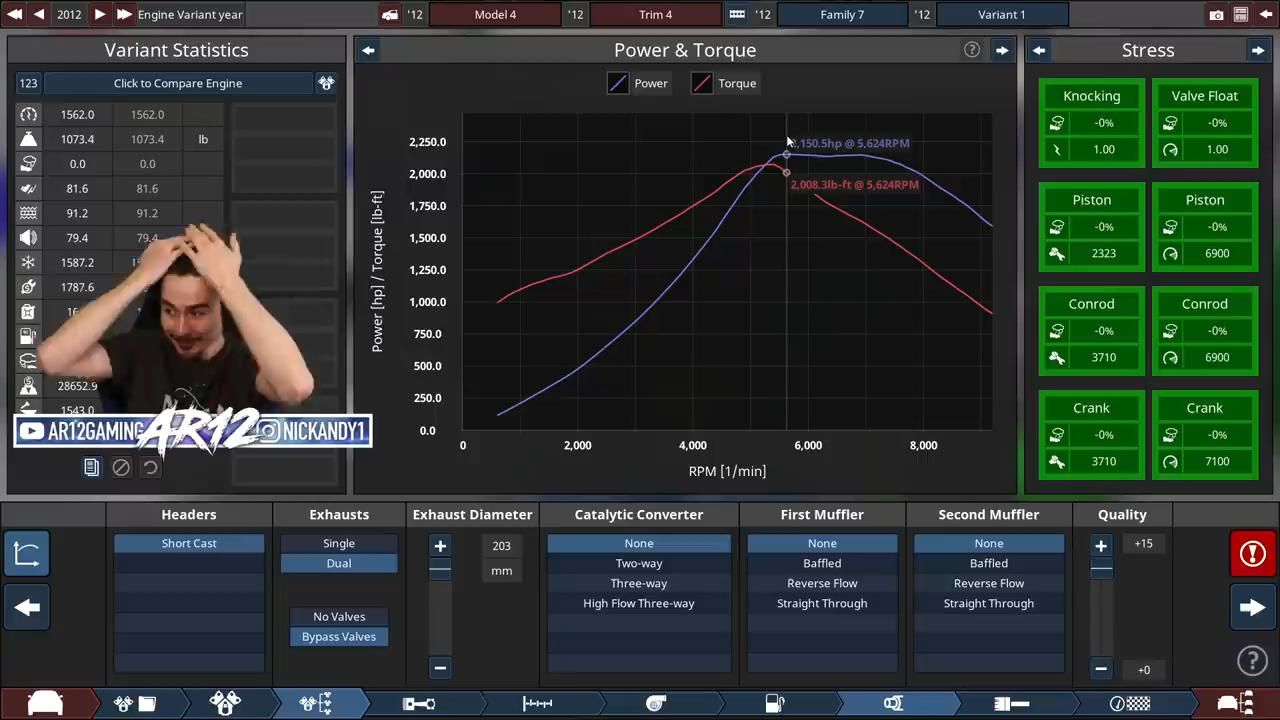 2012 Engine Variant year '12 Model 4 '12 Trim 4 '12 Family 7 '12 Variant 1
Variant Statistics
123 Click to Compare Engine
1562.0 1562.0
1073.4 1073.4 lb
0.0 0.0
81.6 81.6
91.2 91.2
79.4 79.4
1587.2
1787.6
28652.9
1543.0
AR12GAMING AR12 NICKANDY1
Power & Torque
Power Torque
2,250.0
2,000.0
1,750.0
1,500.0
1,250.0
1,000.0
750.0
500.0
250.0
0.0
Power [hp] / Torque [lb-ft]
,150.5hp @ 5,624RPM
2,008.3lb-ft @ 5,624RPM
0 2,000 4,000 6,000 8,000
RPM [1/min]
Stress
Knocking Valve Float
-0% -0%
1.00 1.00
Piston Piston
-0% -0%
2323 6900
Conrod Conrod
-0% -0%
3710 6900
Crank Crank
-0% -0%
3710 7100
Headers
Short Cast
Exhausts
Single
Dual
No Valves
Bypass Valves
Exhaust Diameter
203
mm
Catalytic Converter
None
Two-way
Three-way
High Flow Three-way
First Muffler
None
Baffled
Reverse Flow
Straight Through
Second Muffler
None
Baffled
Reverse Flow
Straight Through
Quality
+15
+0